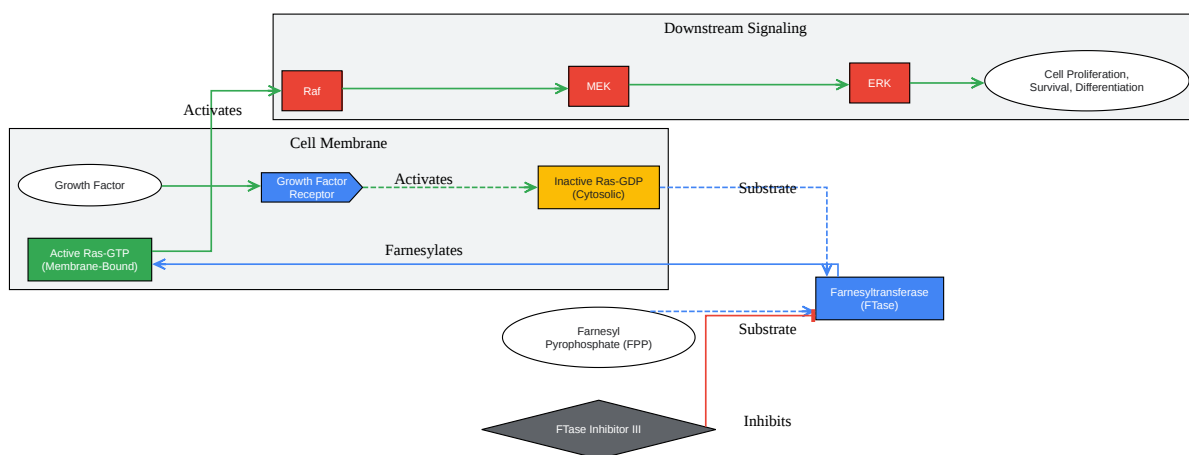 Downstream Signaling
Raf
MEK
ERK
Cell Proliferation,
Survival, Differentiation
Activates
Cell Membrane
Growth Factor
Growth Factor
Receptor
Activates
Inactive Ras-GDP
(Cytosolic)
Substrate
Active Ras-GTP
(Membrane-Bound)
Farnesylates
Farnesyltransferase
(FTase)
Farnesyl
Pyrophosphate (FPP)
Substrate
FTase Inhibitor III
Inhibits